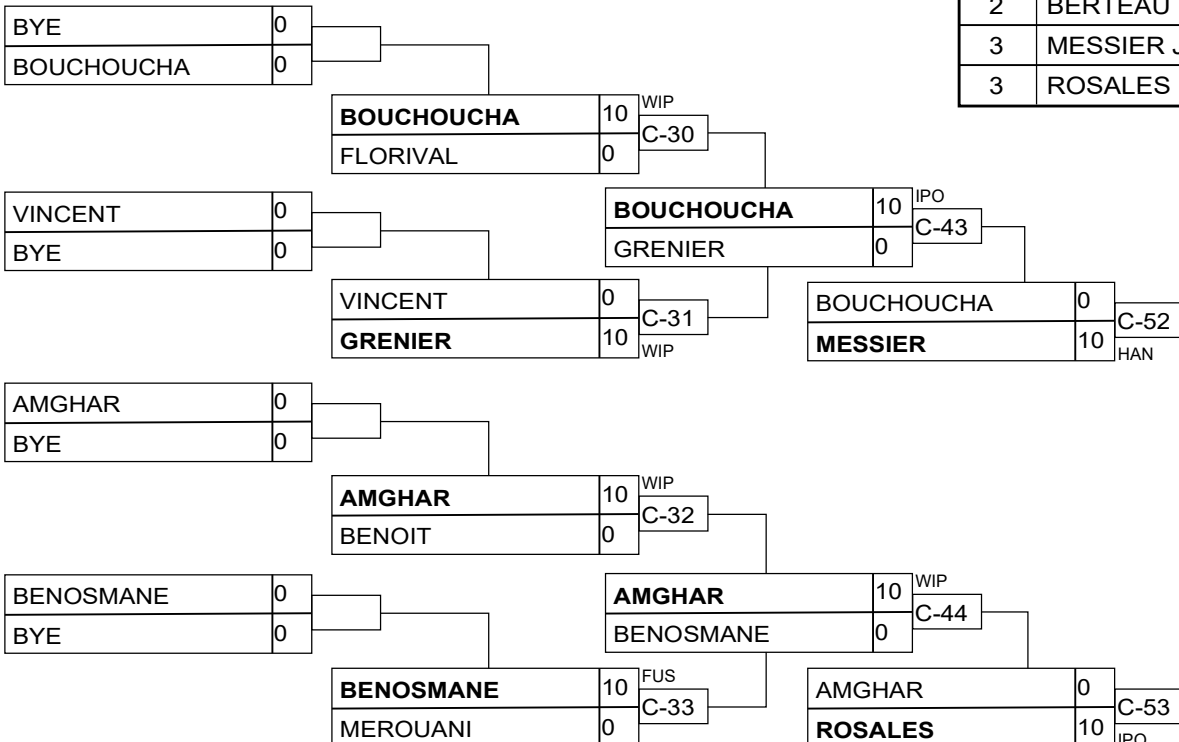 2 BERTEAU
3 MESSIER J
3 ROSALES
BYE 0
BOUCHOUCHA 0
BOUCHOUCHA 10 WIP
C-30
FLORIVAL 0
VINCENT 0
BYE 0
BOUCHOUCHA 10 IPO
C-43
GRENIER 0
VINCENT 0
C-31
GRENIER 10 WIP
BOUCHOUCHA 0
C-52
MESSIER 10 HAN
AMGHAR 0
BYE 0
AMGHAR 10 WIP
C-32
BENOIT 0
BENOSMANE 0
BYE 0
AMGHAR 10 WIP
C-44
BENOSMANE 0
BENOSMANE 10 FUS
C-33
MEROUANI 0
AMGHAR 0
C-53
ROSALES 10 IPO